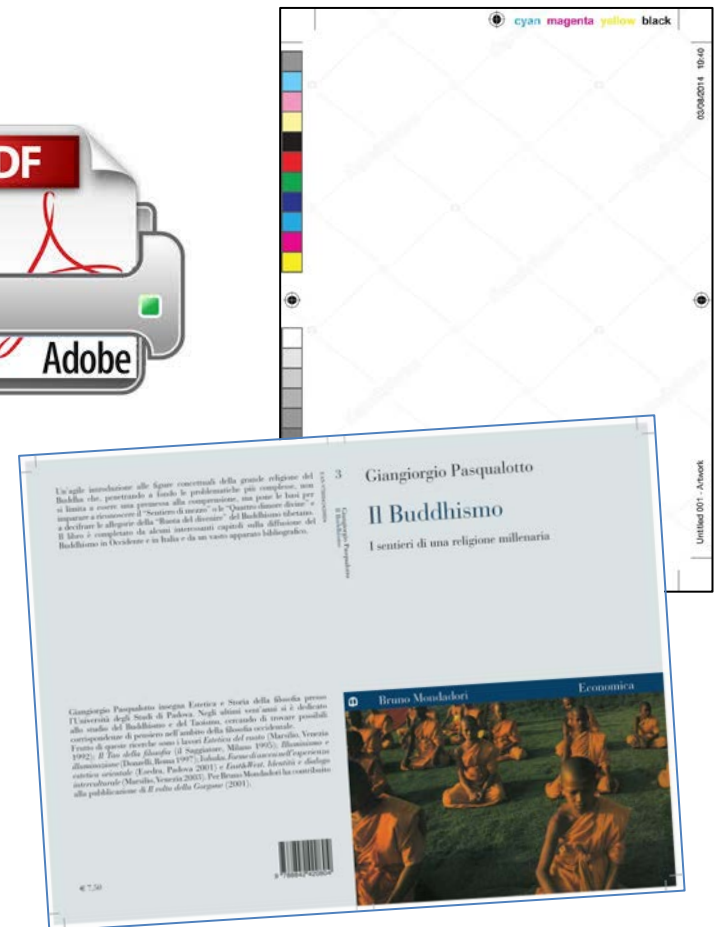 cyan magenta yellow black
03/08/2014 10:40
DF
Adobe
Untitled 001 - Artwork
Un'agile introduzione alle figure concettuali della grande religione del
Buddha che, penetrando a fondo le problematiche più complesse, non
si limita a essere una premessa alla comprensione, ma pone le basi per
imparare a riconoscere il "Sentiero di mezzo" o le "Quattro dimore divine" e
a decifrare le allegorie della "Ruota del divenire" del Buddhismo tibetano.
Il libro è completato da alcuni interessanti capitoli sulla diffusione del
Buddhismo in Occidente e in Italia e da un vasto apparato bibliografico.
Giangiorgio Pasqualotto insegna Estetica e Storia della filosofia presso
l'Università degli Studi di Padova. Negli ultimi vent'anni si è dedicato
allo studio del Buddhismo e del Taoismo, cercando di trovare possibili
corrispondenze di pensiero nell'ambito della filosofia occidentale.
Frutto di queste ricerche sono i lavori Estetica del vuoto (Marsilio, Venezia
1992); Il Tao della filosofia (il Saggiatore, Milano 1995); Illuminismo e
illuminazione (Donzelli, Roma 1997); Yohaku. Forme di ascesi nell'esperienza
estetica orientale (Esedra, Padova 2001) e East&West. Identità e dialogo
interculturale (Marsilio, Venezia 2003). Per Bruno Mondadori ha contribuito
alla pubblicazione di Il volto della Gorgone (2001).
€ 7,50
9 788842 420804
3
Giangiorgio Pasqualotto
Il Buddhismo
Giangiorgio Pasqualotto
Il Buddhismo
I sentieri di una religione millenaria
Bruno Mondadori
Economica